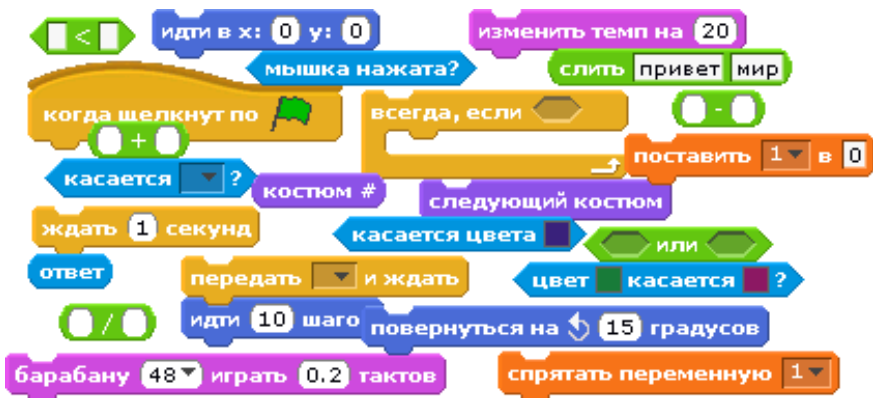 < идти в x: 0 y: 0 изменить темп на 20
мышка нажата? слить привет мир
когда щелкнут по всегда, если -
+ поставить 1 в 0
касается ? костюм # следующий костюм
ждать 1 секунд касается цвета или
ответ передать и ждать цвет касается ?
/ идти 10 шаго повернуться на 15 градусов
барабану 48 играть 0.2 тактов спрятать переменную 1